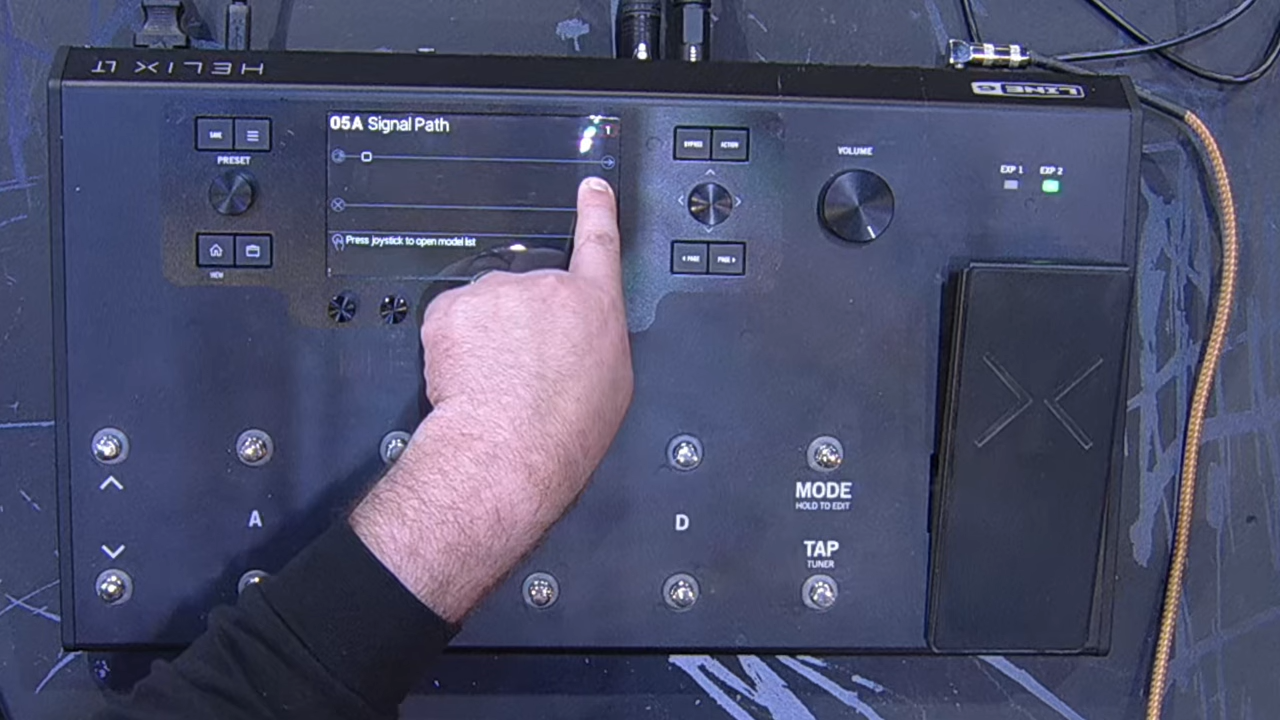 HELIX LT
LINE 6
SAVE
PRESET
VIEW
05A Signal Path
Press joystick to open model list
BYPASS
ACTION
< PAGE
PAGE >
VOLUME
EXP 1
EXP 2
A
D
MODE
HOLD TO EDIT
TAP
TUNER